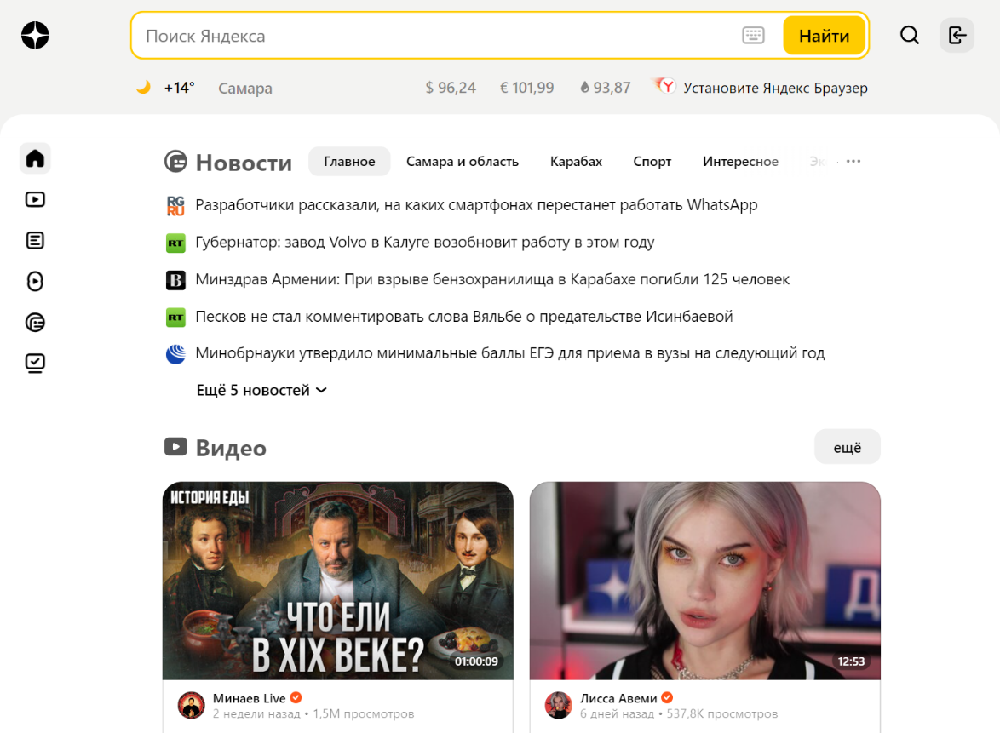 Поиск Яндекса
Найти
+14° Самара $ 96,24 € 101,99 93,87 Установите Яндекс Браузер
Новости Главное Самара и область Карабах Спорт Интересное Эк ···
RG RU Разработчики рассказали, на каких смартфонах перестанет работать WhatsApp
RT Губернатор: завод Volvo в Калуге возобновит работу в этом году
В Минздрав Армении: При взрыве бензохранилища в Карабахе погибли 125 человек
RT Песков не стал комментировать слова Вяльбе о предательстве Исинбаевой
Минобрнауки утвердило минимальные баллы ЕГЭ для приема в вузы на следующий год
Ещё 5 новостей
Видео
ещё
ИСТОРИЯ ЕДЫ
ЧТО ЕЛИ
В XIX ВЕКЕ?
01:00:09
Д
12:53
Минаев Live
2 недели назад • 1,5M просмотров
Лисса Авеми
6 дней назад • 537,8K просмотров